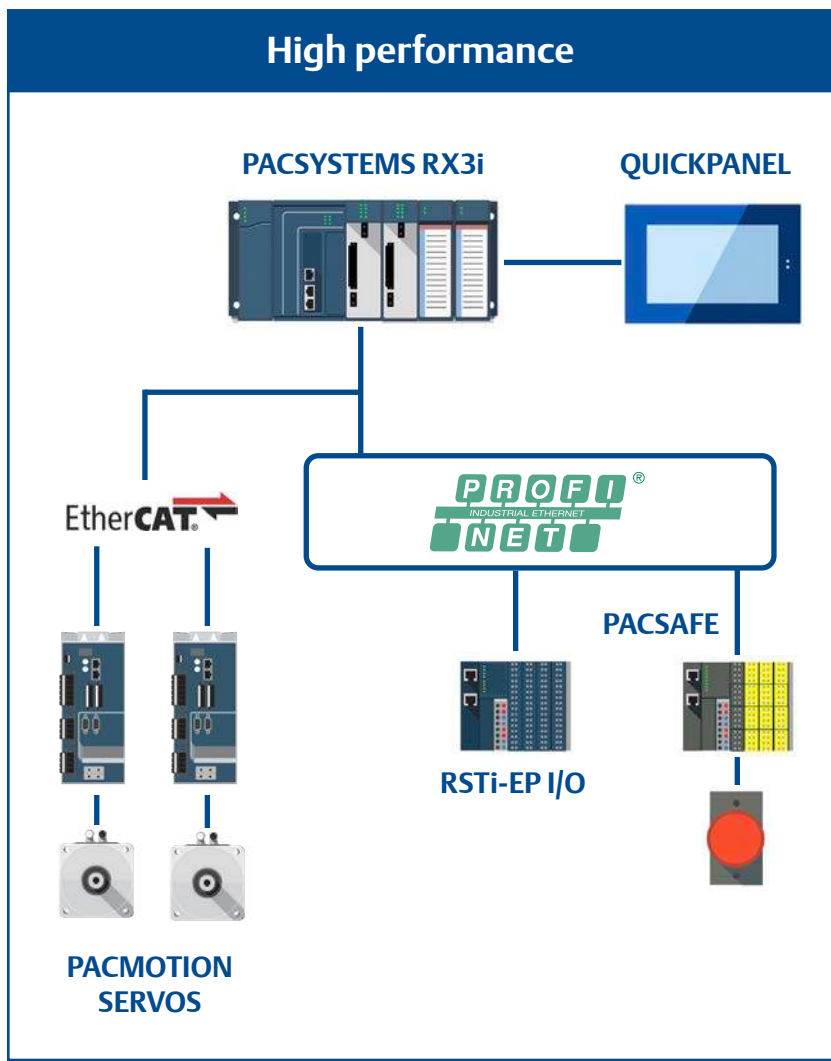 High performance
PACSYSTEMS RX3i
QUICKPANEL
PROFI®
INDUSTRIAL ETHERNET
NET
EtherCAT®
PACSAFE
RSTi-EP I/O
PACMOTION
SERVOS